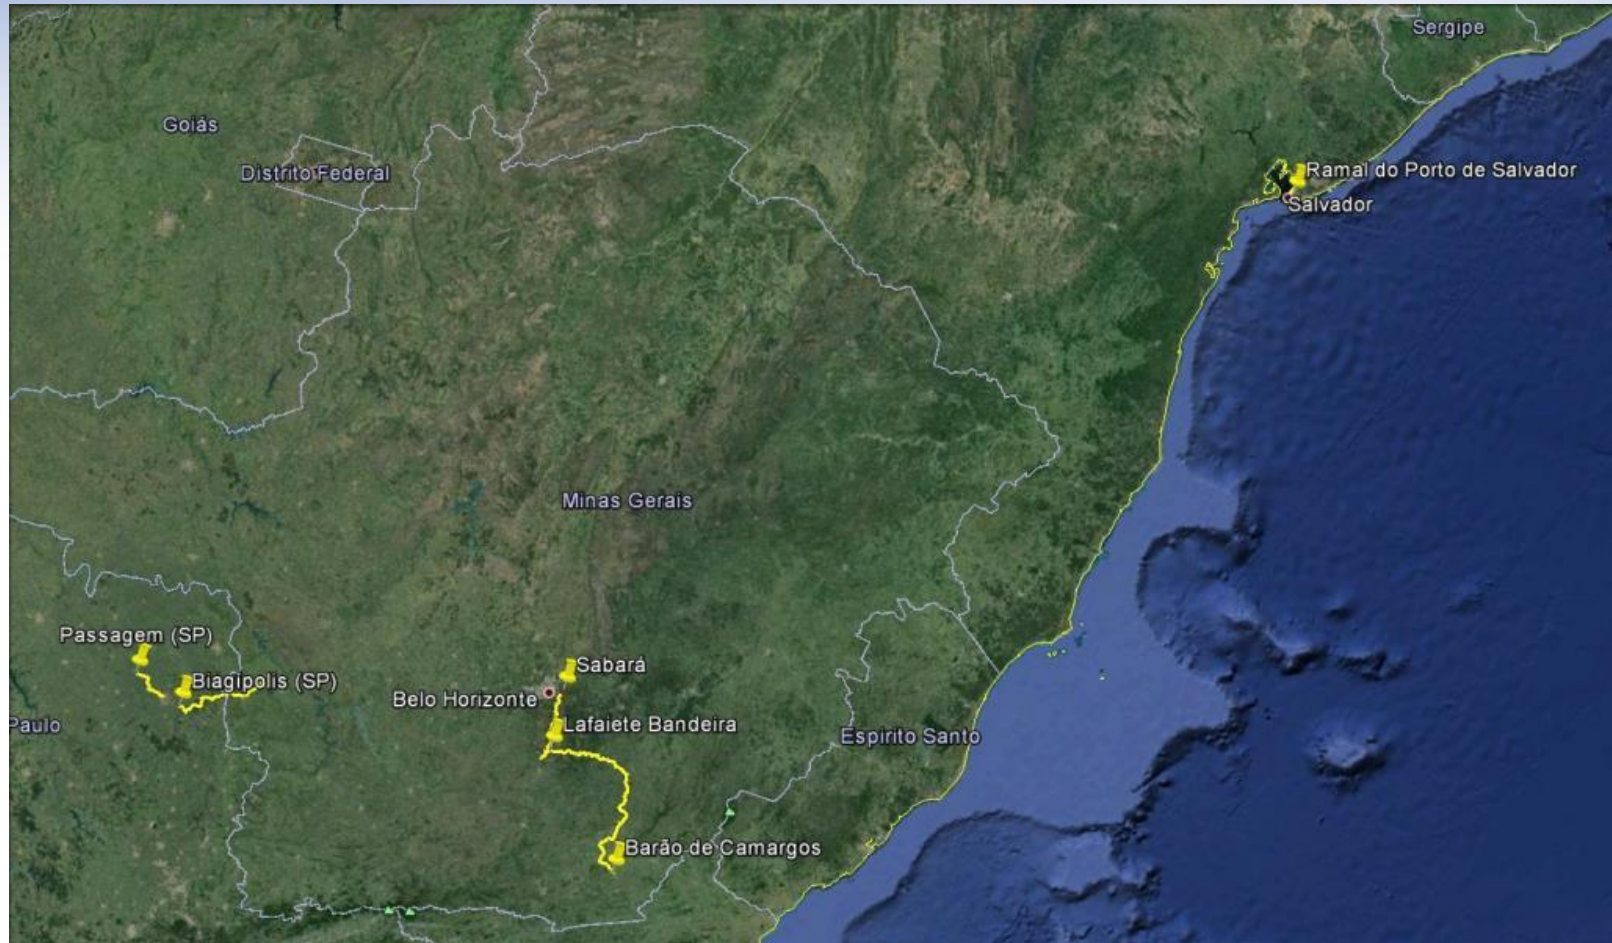 Sergipe
Goiás
Distrito Federal
Ramal do Porto de Salvador
Salvador
Minas Gerais
Passagem (SP)
Biagipolis (SP)
Sabará
Belo Horizonte
Paulo
Lafaiete Bandeira
Espirito Santo
Barão de Camargos